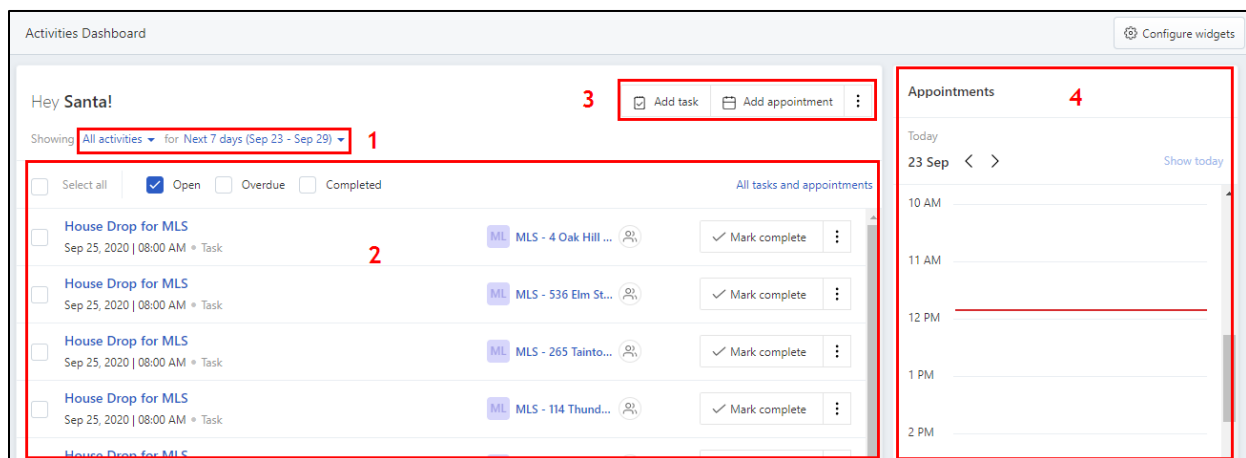 Activities Dashboard
Configure widgets
Hey Santa!
3
Add task
Add appointment
Showing All activities for Next 7 days (Sep 23 - Sep 29)
1
Select all
Open
Overdue
Completed
All tasks and appointments
House Drop for MLS
Sep 25, 2020 | 08:00 AM • Task
2
ML MLS - 4 Oak Hill ...
Mark complete
House Drop for MLS
Sep 25, 2020 | 08:00 AM • Task
ML MLS - 536 Elm St...
Mark complete
House Drop for MLS
Sep 25, 2020 | 08:00 AM • Task
ML MLS - 265 Tainto...
Mark complete
House Drop for MLS
Sep 25, 2020 | 08:00 AM • Task
ML MLS - 114 Thund...
Mark complete
House Drop for MLS
Appointments
4
Today
23 Sep
Show today
10 AM
11 AM
12 PM
1 PM
2 PM